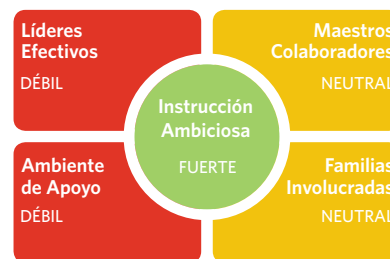 Líderes
Efectivos
DÉBIL
Maestros
Colaboradores
NEUTRAL
Instrucción
Ambiciosa
FUERTE
Ambiente
de Apoyo
DÉBIL
Familias
Involucradas
NEUTRAL